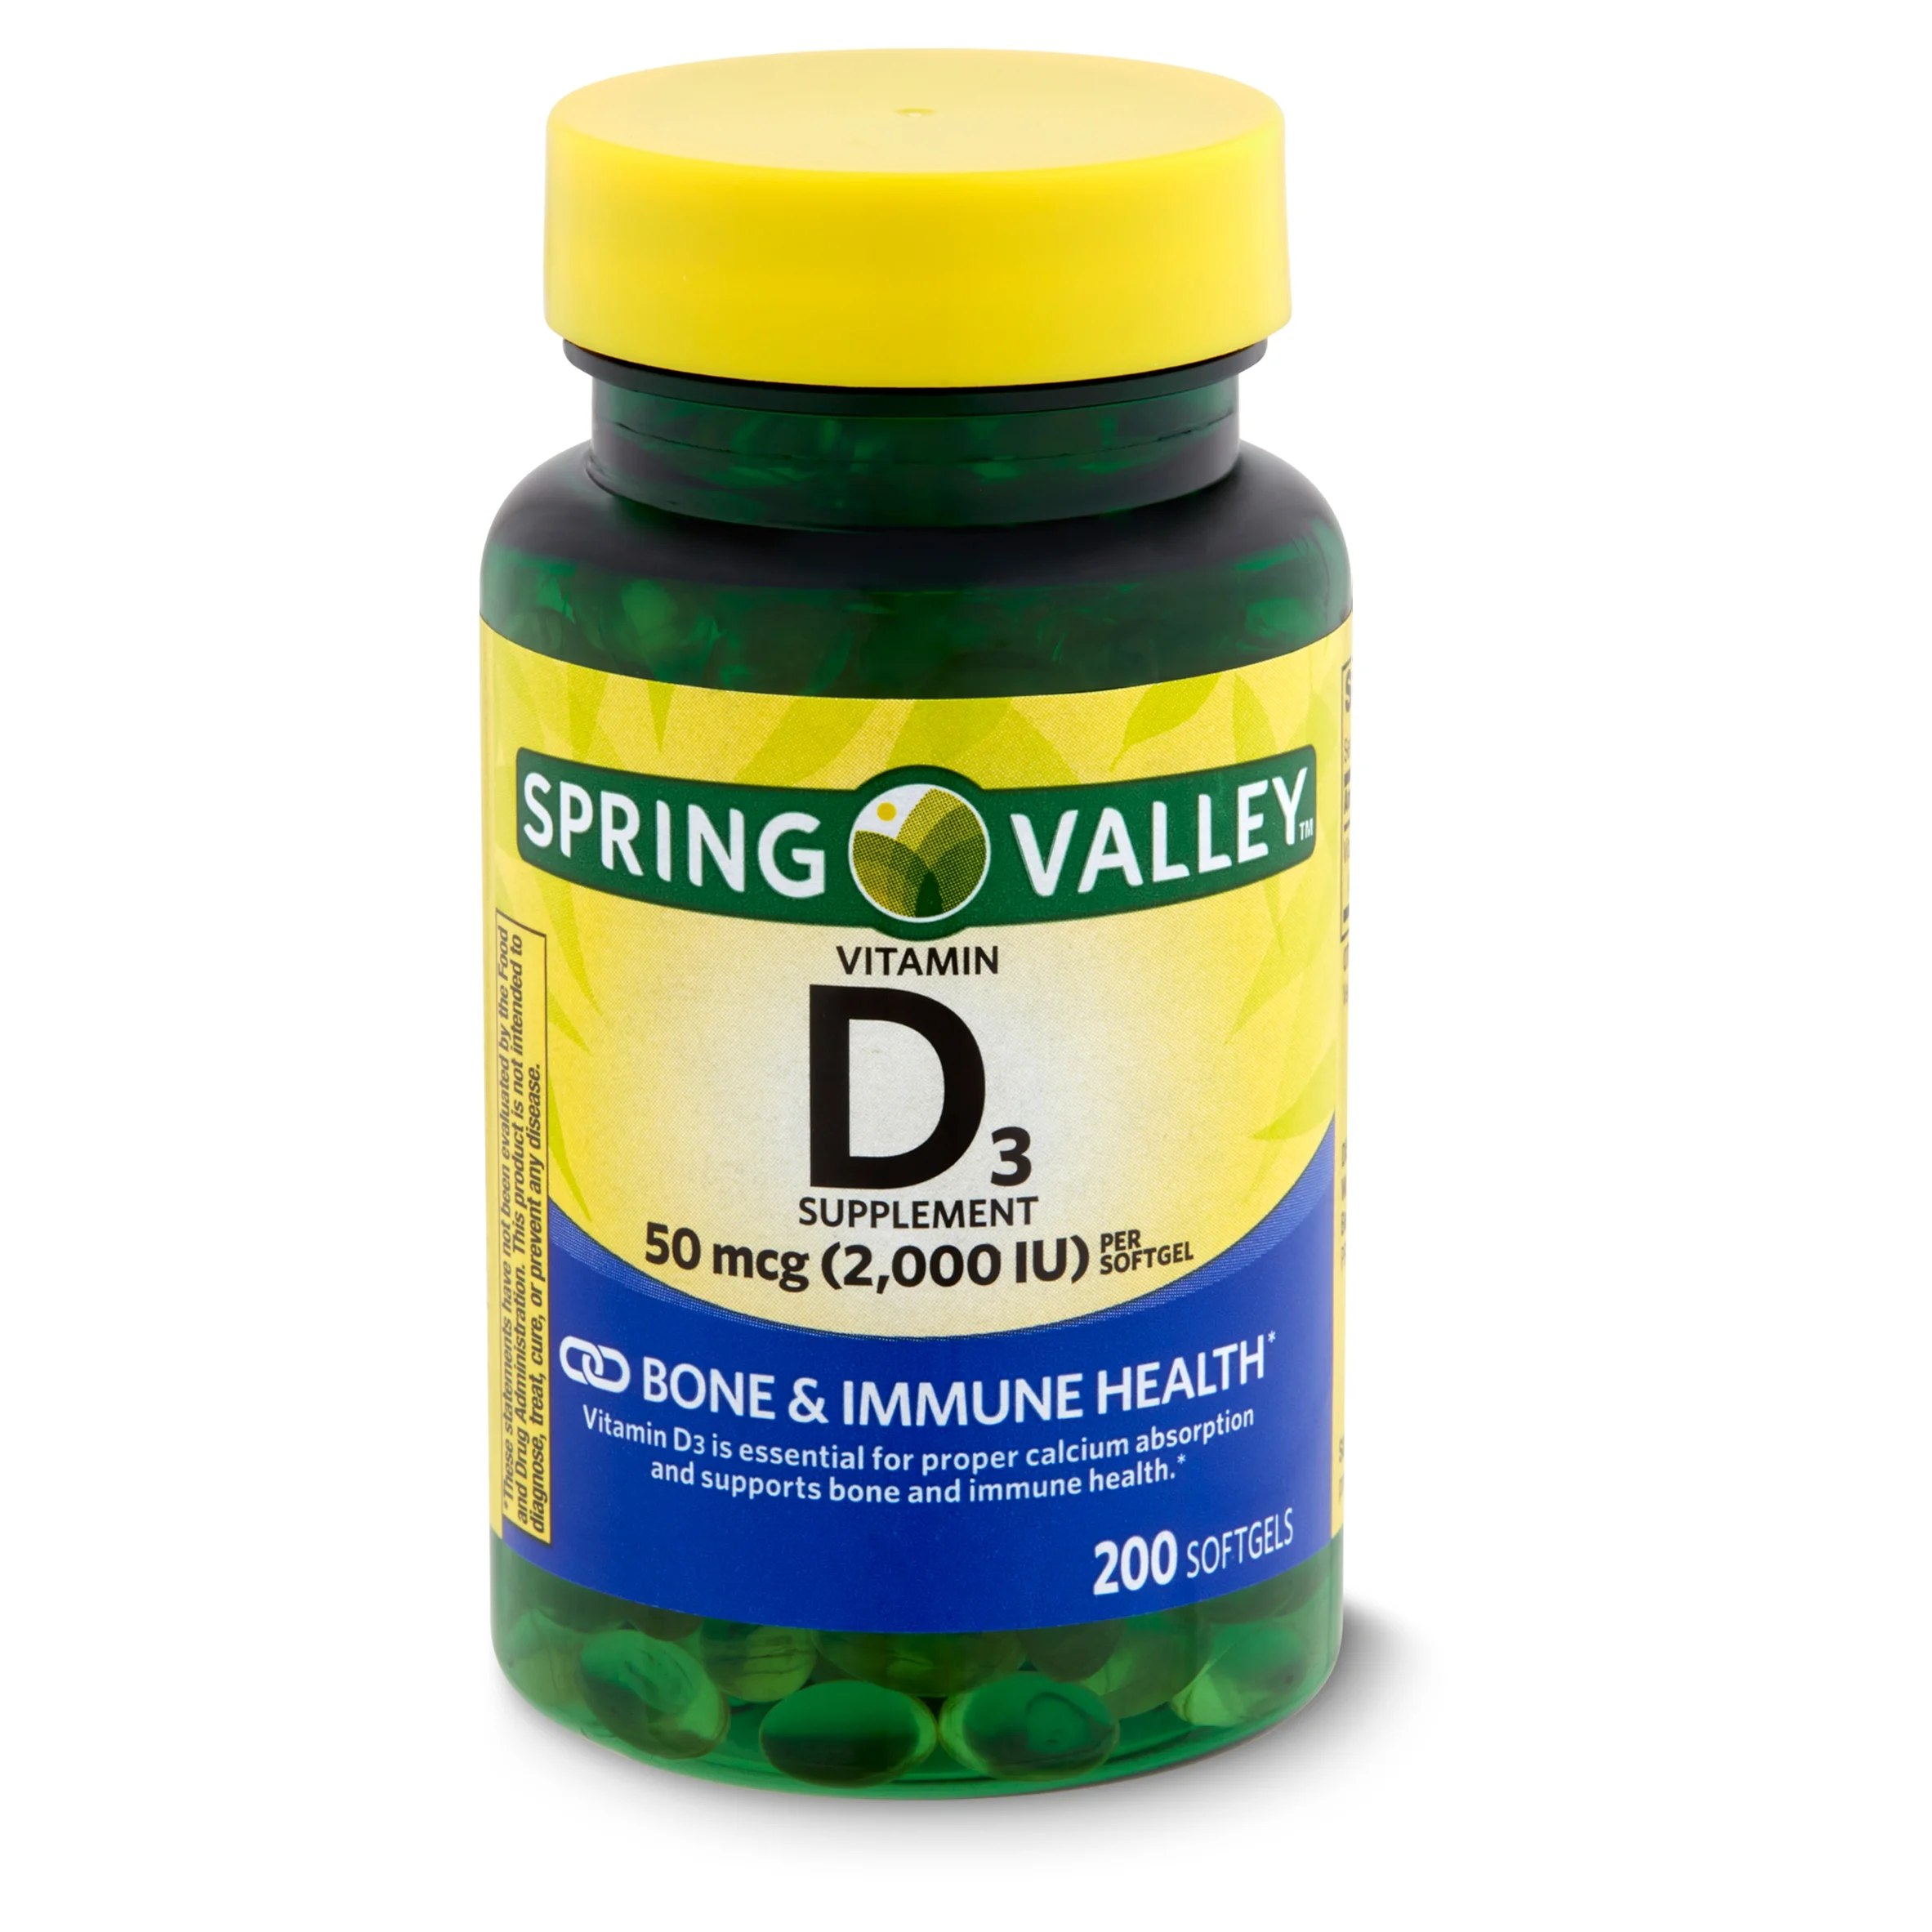 SPRING VALLEY™
VITAMIN
D3
SUPPLEMENT
50 mcg (2,000 IU) PER SOFTGEL
BONE & IMMUNE HEALTH*
Vitamin D3 is essential for proper calcium absorption
and supports bone and immune health.*
200 SOFTGELS
*These statements have not been evaluated by the Food
and Drug Administration. This product is not intended to
diagnose, treat, cure, or prevent any disease.